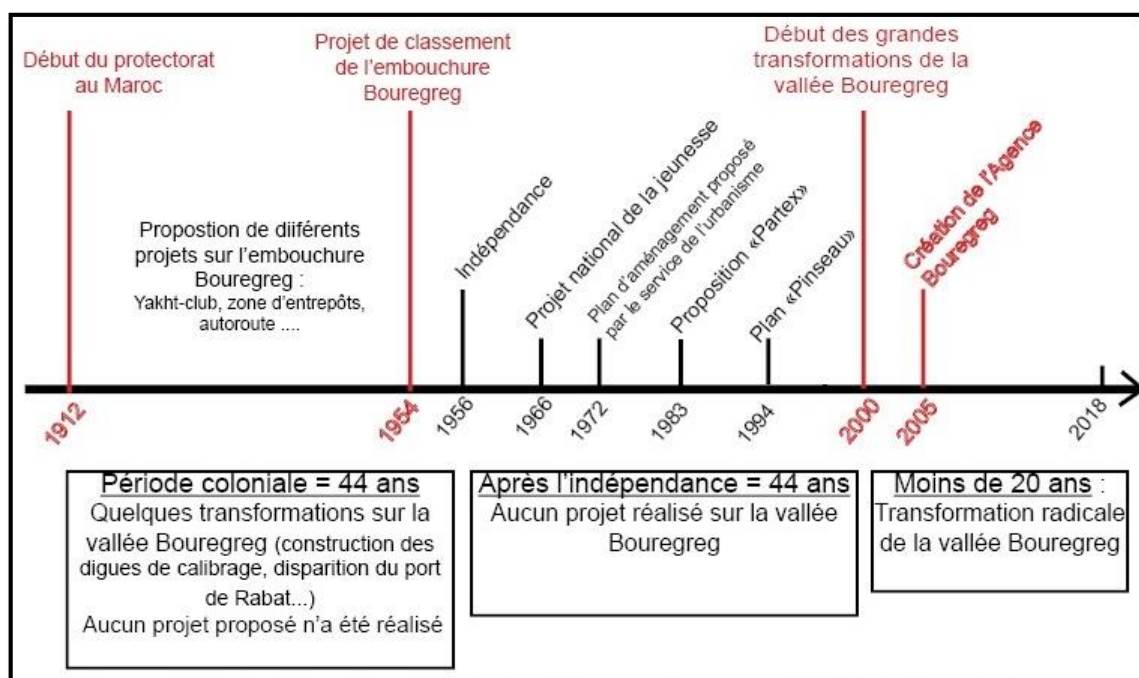 Début du protectorat
au Maroc
Projet de classement
de l'embouchure
Bouregreg
Début des grandes
transformations de la
vallée Bouregreg
Propostion de diiférents
projets sur l'embouchure
Bouregreg :
Yakht-club, zone d'entrepôts,
autoroute ....
Indépendance
Projet national de la jeunesse
Plan d'aménagement proposé
par le service de l'urbanisme
Proposition «Partex»
Plan «Pinseau»
Création de l'Agence
Bouregreg
1912
1954
1956
1966
1972
1983
1994
2000
2005
2018
Période coloniale = 44 ans
Quelques transformations sur la
vallée Bouregreg (construction des
digues de calibrage, disparition du port
de Rabat...)
Aucun projet proposé n'a été réalisé
Après l'indépendance = 44 ans
Aucun projet réalisé sur la vallée
Bouregreg
Moins de 20 ans :
Transformation radicale
de la vallée Bouregreg